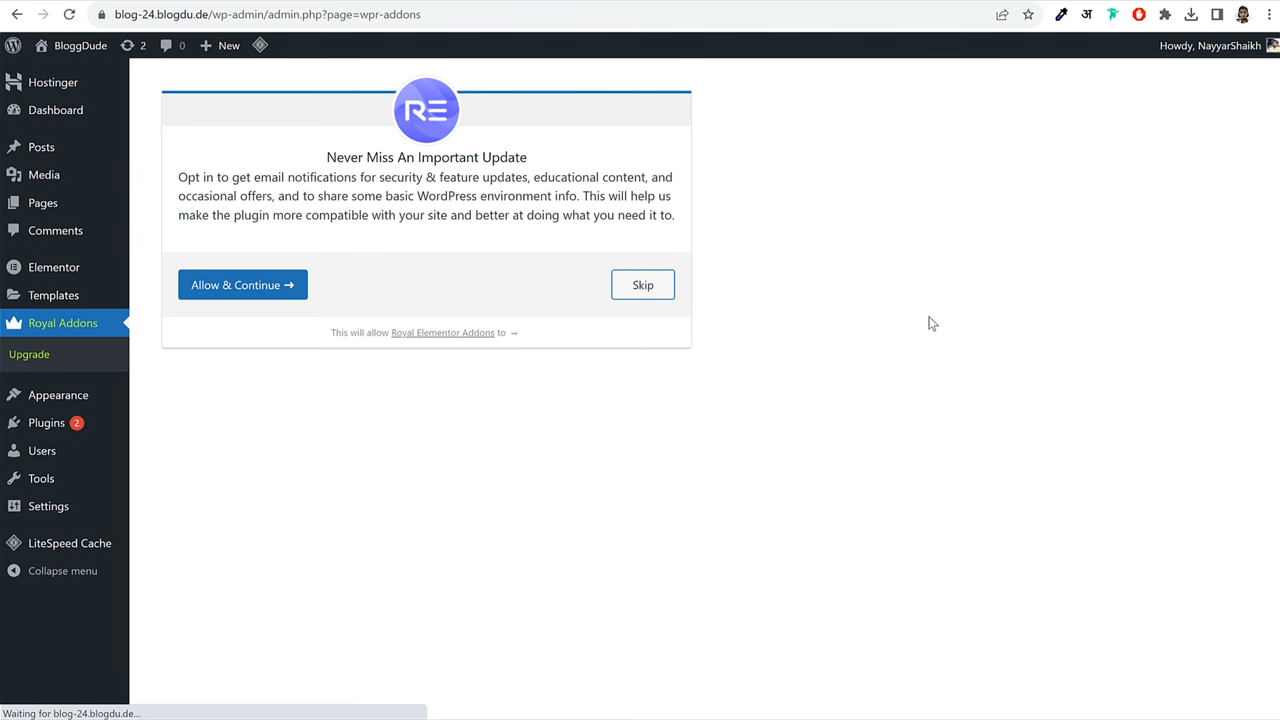 blog-24.blogdu.de/wp-admin/admin.php?page=wpr-addons
अ
BloggDude 2 0 New
Howdy, NayyarShaikh
Hostinger
Dashboard
Posts
Media
Pages
Comments
Elementor
Templates
Royal Addons
Upgrade
Appearance
Plugins 2
Users
Tools
Settings
LiteSpeed Cache
Collapse menu
RE
Never Miss An Important Update
Opt in to get email notifications for security & feature updates, educational content, and
occasional offers, and to share some basic WordPress environment info. This will help us
make the plugin more compatible with your site and better at doing what you need it to.
Allow & Continue ➔
Skip
This will allow Royal Elementor Addons to →
Waiting for blog-24.blogdu.de...